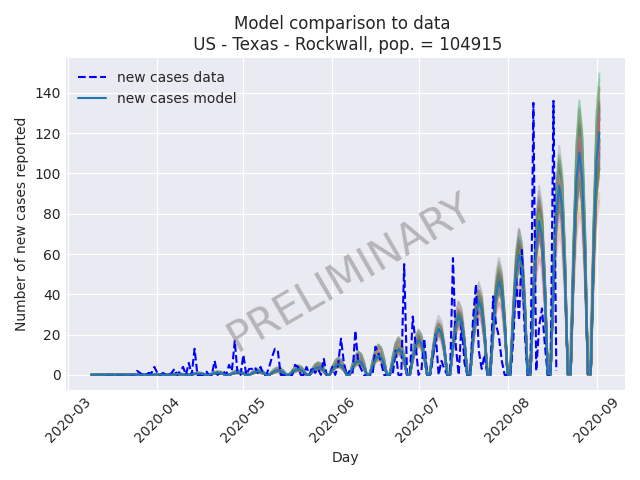 Model comparison to data
US - Texas - Rockwall, pop. = 104915
new cases data
new cases model
PRELIMINARY
Number of new cases reported
140
120
100
80
60
40
20
0
2020-03
2020-04
2020-05
2020-06
2020-07
2020-08
2020-09
Day